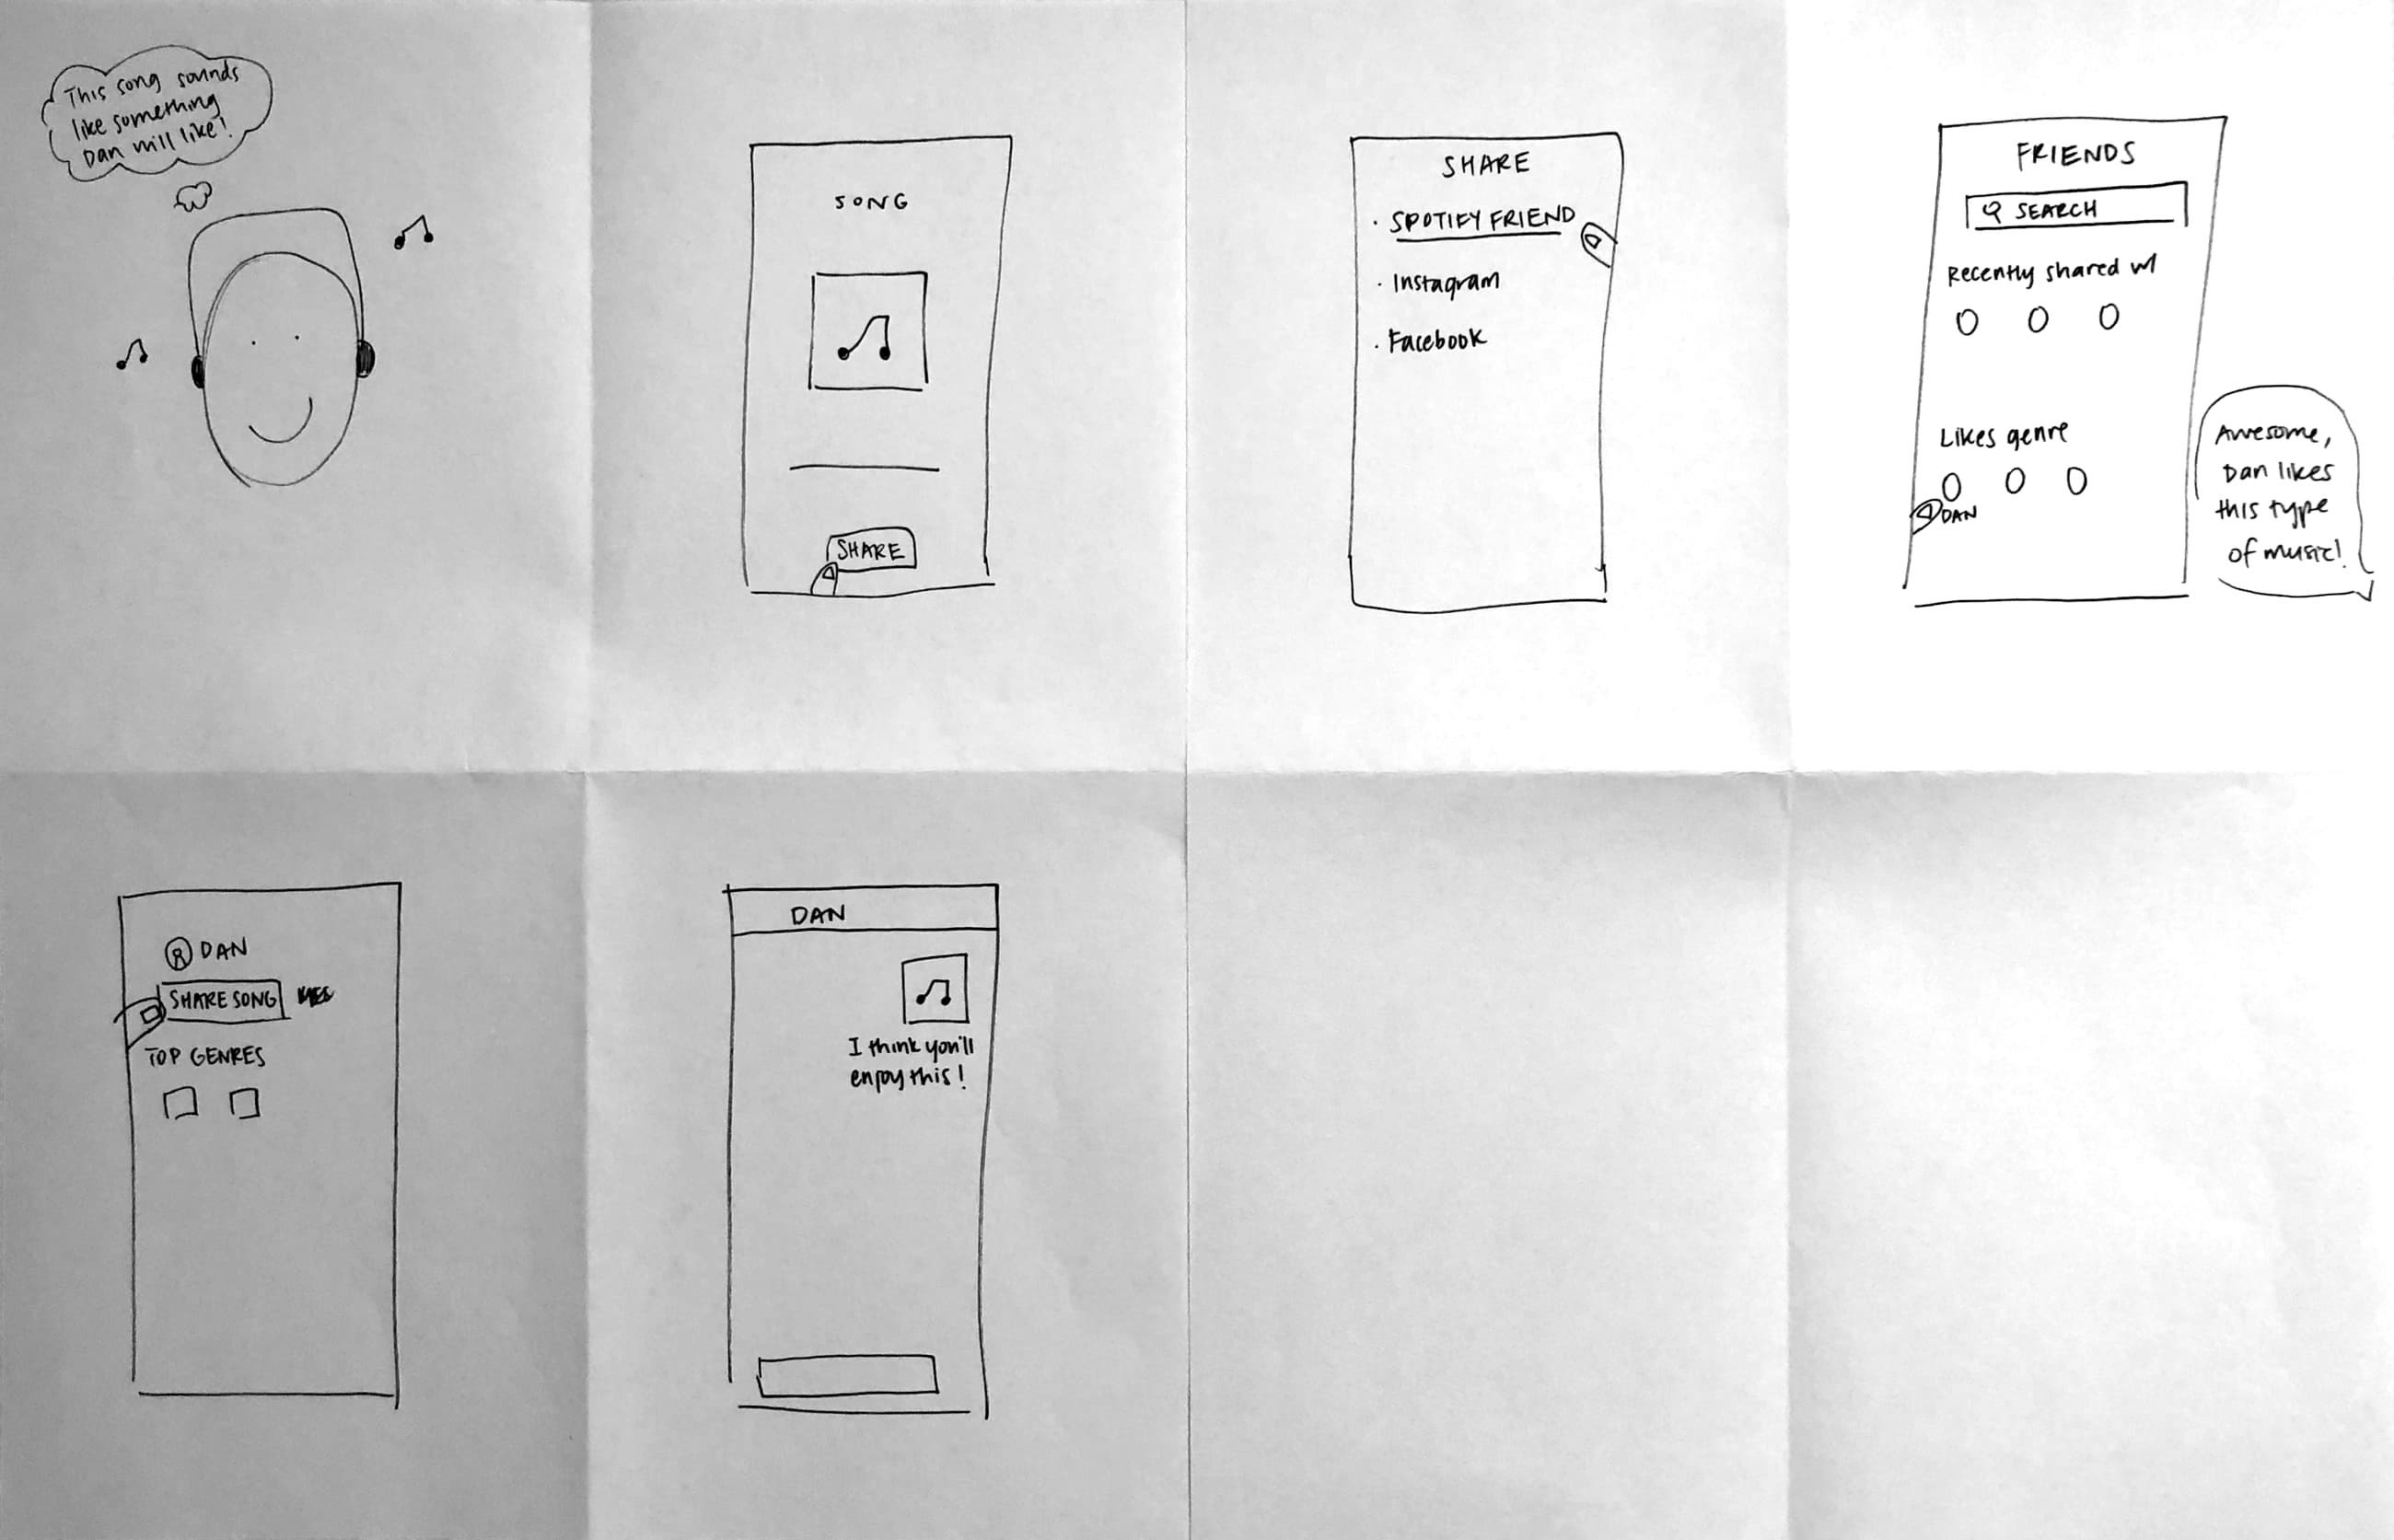 This song sounds
like something
Dan will like!
SONG
SHARE
SHARE
· SPOTIFY FRIEND
· Instagram
· Facebook
FRIENDS
SEARCH
Recently shared w/
Likes genre
DAN
Awesome,
Dan likes
this type
of music!
DAN
SHARE SONG
TOP GENRES
DAN
I think you'll
enjoy this!